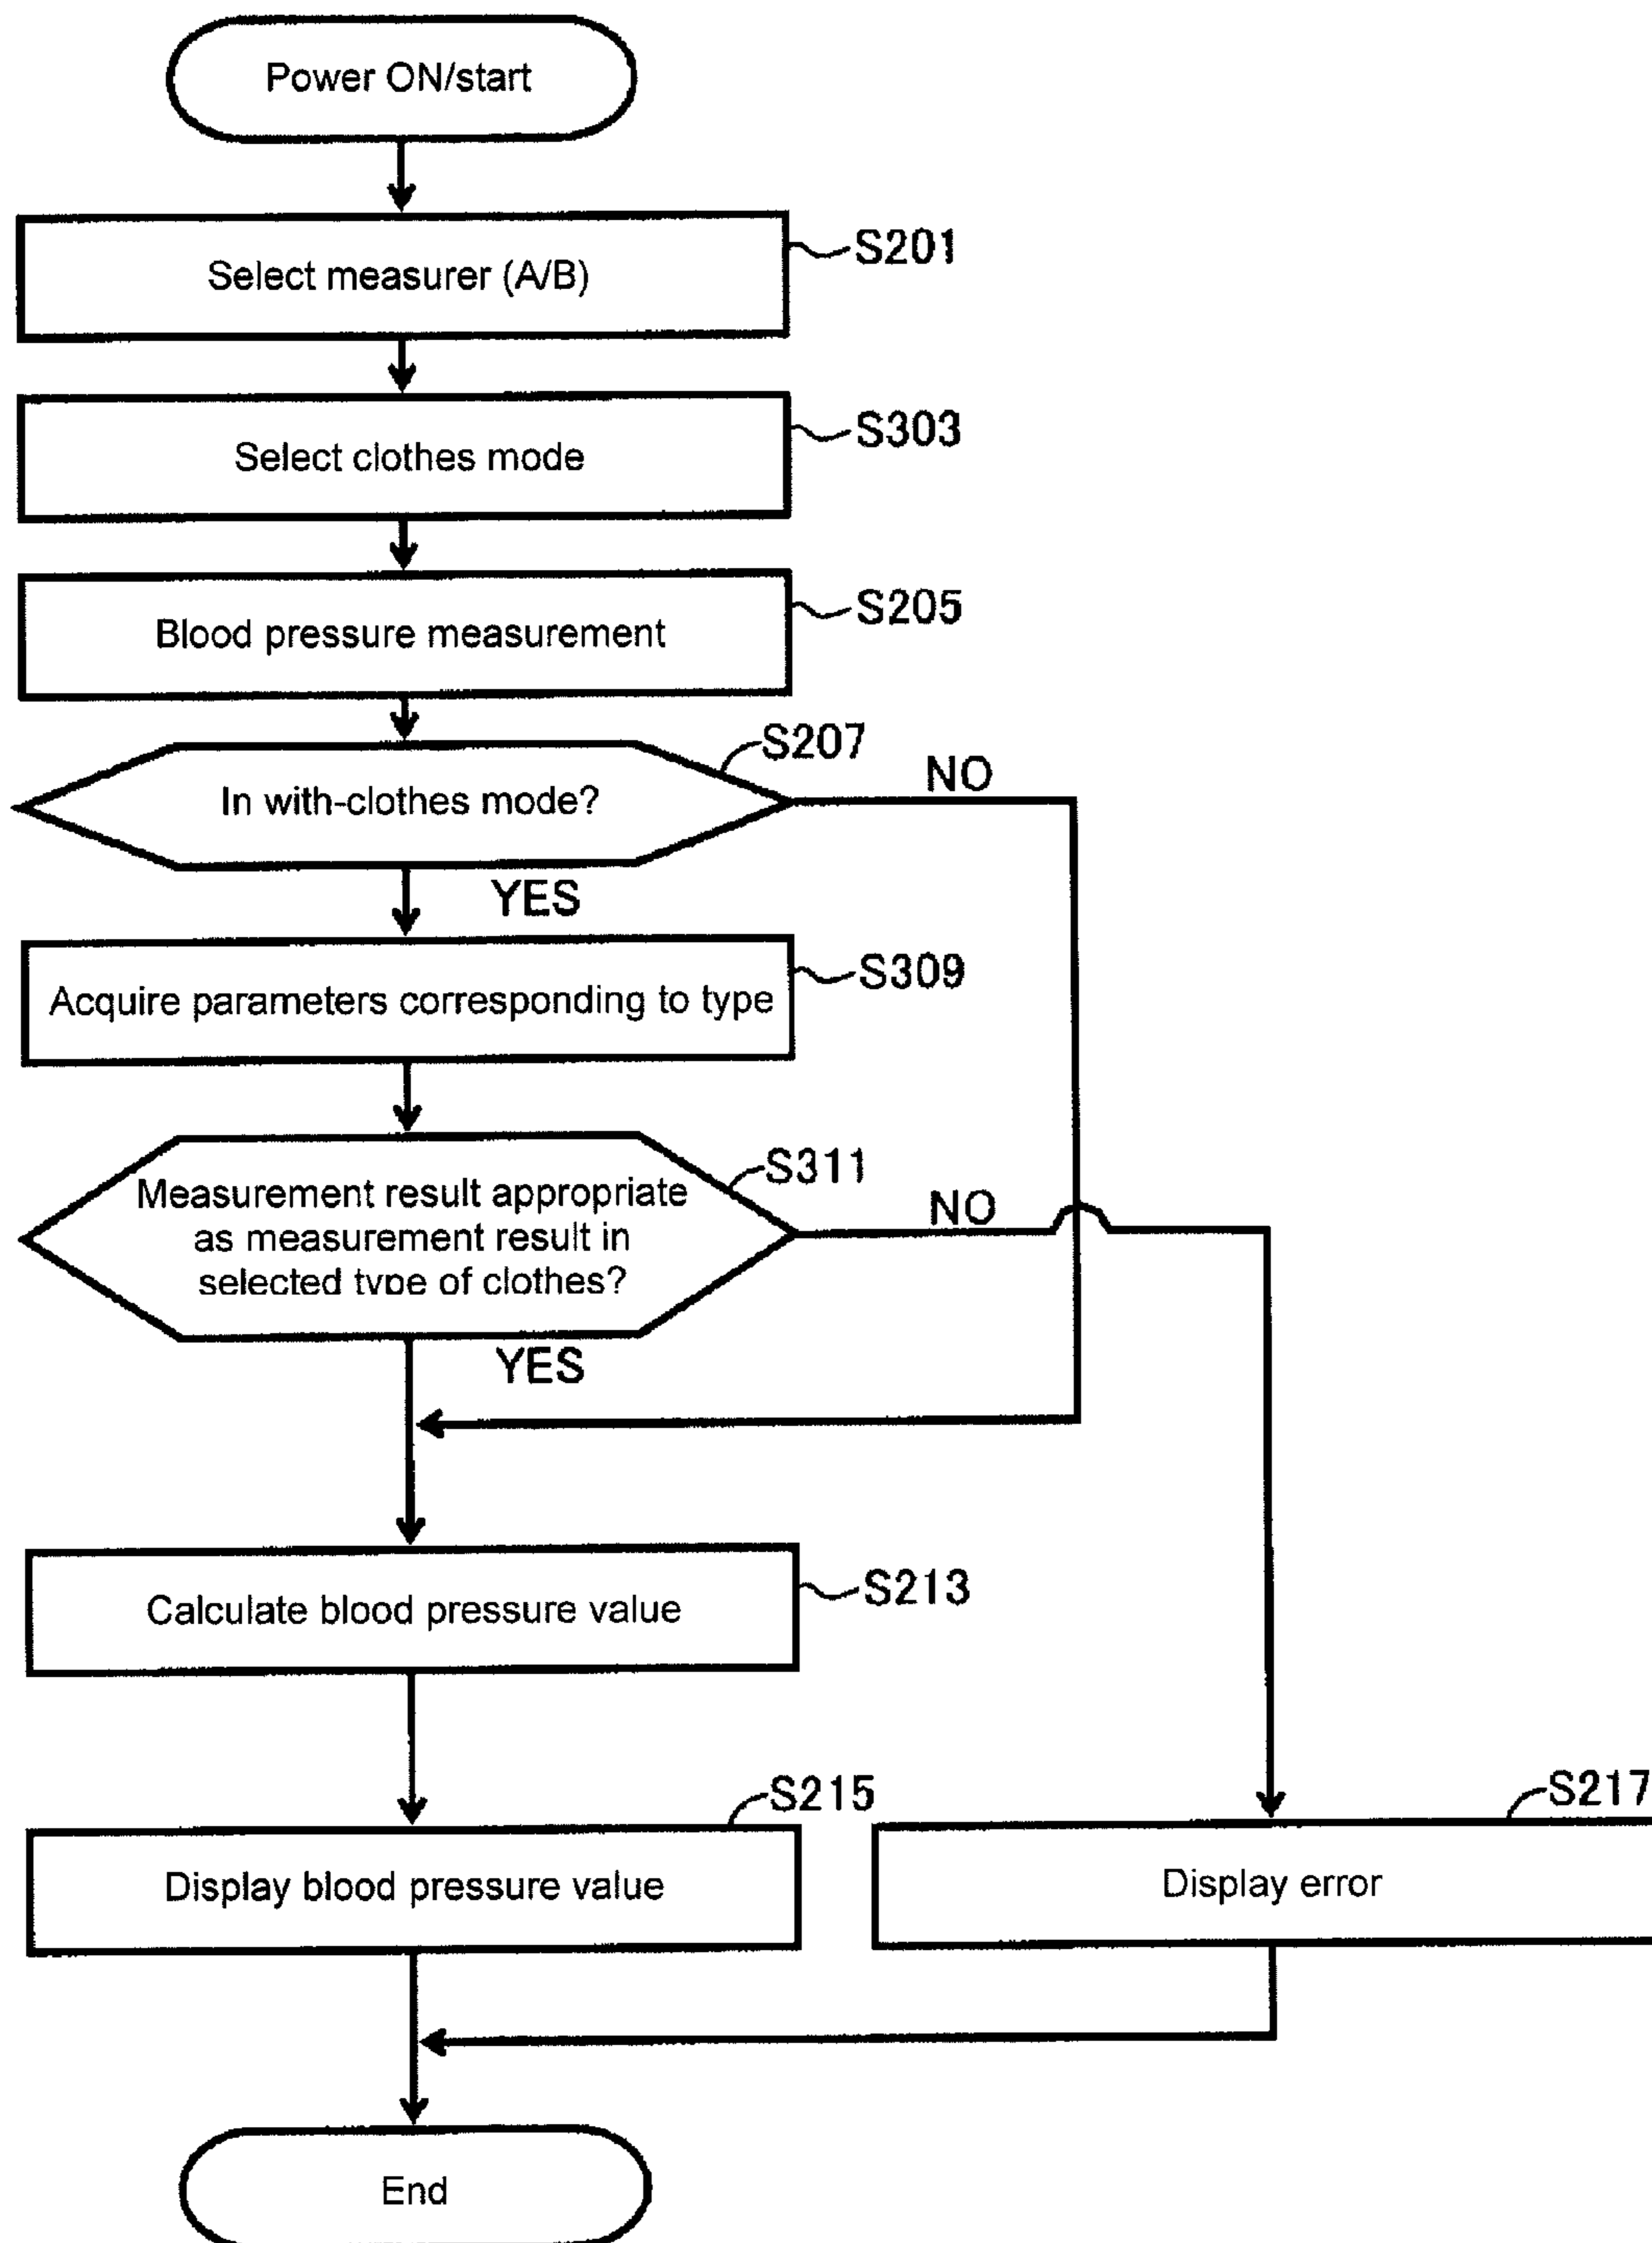 Power ON/start
Select measurer (A/B)
S201
Select clothes mode
S303
Blood pressure measurement
S205
In with-clothes mode?
S207
NO
YES
Acquire parameters corresponding to type
S309
Measurement result appropriate
as measurement result in
selected type of clothes?
S311
NO
YES
Calculate blood pressure value
S213
Display blood pressure value
S215
Display error
S217
End